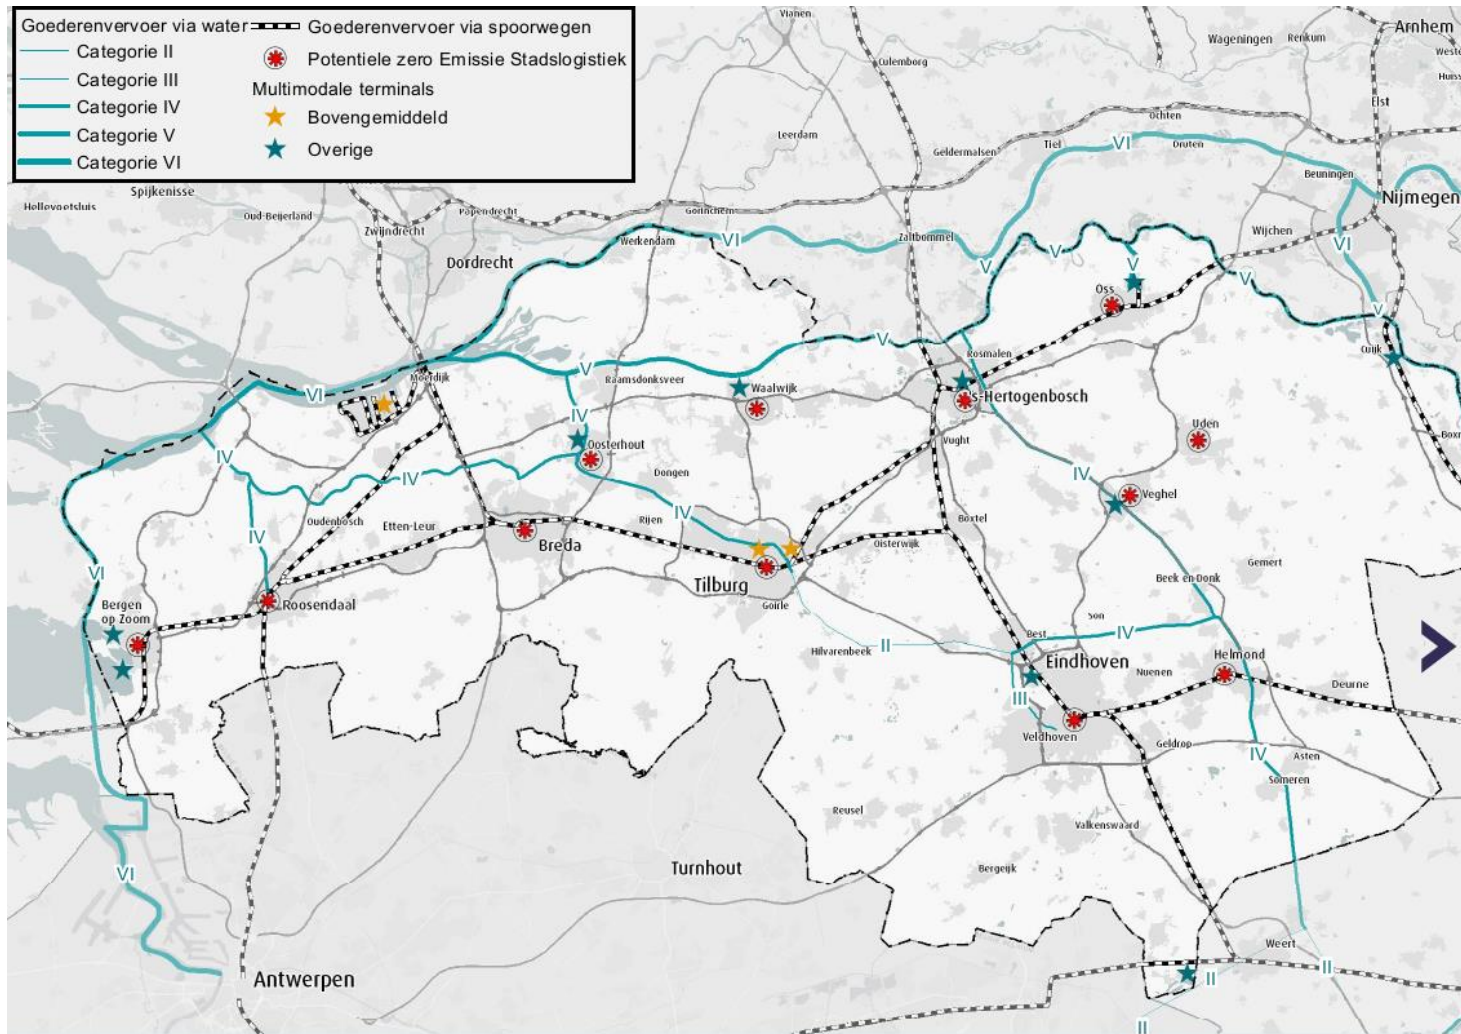 Goederenvervoer via water
Categorie II
Categorie III
Categorie IV
Categorie V
Categorie VI
Goederenvervoer via spoorwegen
Potentiele zero Emissie Stadslogistiek
Multimodale terminals
Bovengemiddeld
Overige
Vianen
Arnhem
Wageningen
Renkum
Culemborg
Elst
Ochten
Leerdam
Tiel
VI
Druten
Geldermalsen
Beuningen
Spijkenisse
Hellevoetsluis
Oud-Beijerland
Papendrecht
Gorinchem
Nijmegen
Zwijndrecht
Werkendam
VI
Zaltbommel
Wijchen
VI
Dordrecht
V
V
V
V
V
V
Oss
Rosmalen
V
V
Cuijk
Moerdijk
Raamsdonksveer
Waalwijk
VI
's-Hertogenbosch
IV
Uden
Vught
Oosterhout
IV
IV
Dongen
IV
Veghel
Oudenbosch
Etten-Leur
Rijen
IV
Boxtel
Oisterwijk
IV
Breda
VI
Tilburg
Beek en Donk
Gemert
Bergen
op Zoom
Roosendaal
Goirle
Son
Best
IV
II
Hilvarenbeek
Eindhoven
Nuenen
Helmond
Deurne
III
Veldhoven
Geldrop
IV
Asten
Someren
Reusel
Valkenswaard
Turnhout
Bergeijk
VI
Weert
Antwerpen
II
II
II